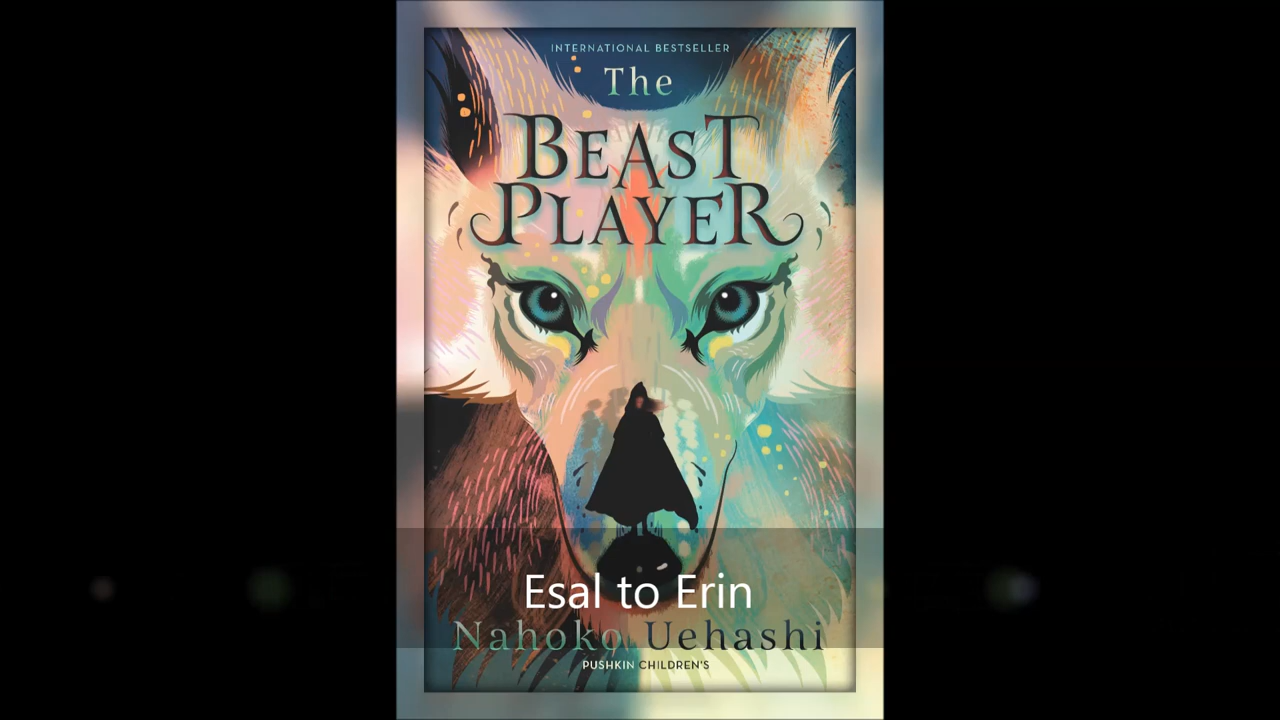 INTERNATIONAL BESTSELLER
The
BEAST
PLAYER
Esal to Erin
Nahoko Uehashi
PUSHKIN CHILDREN'S